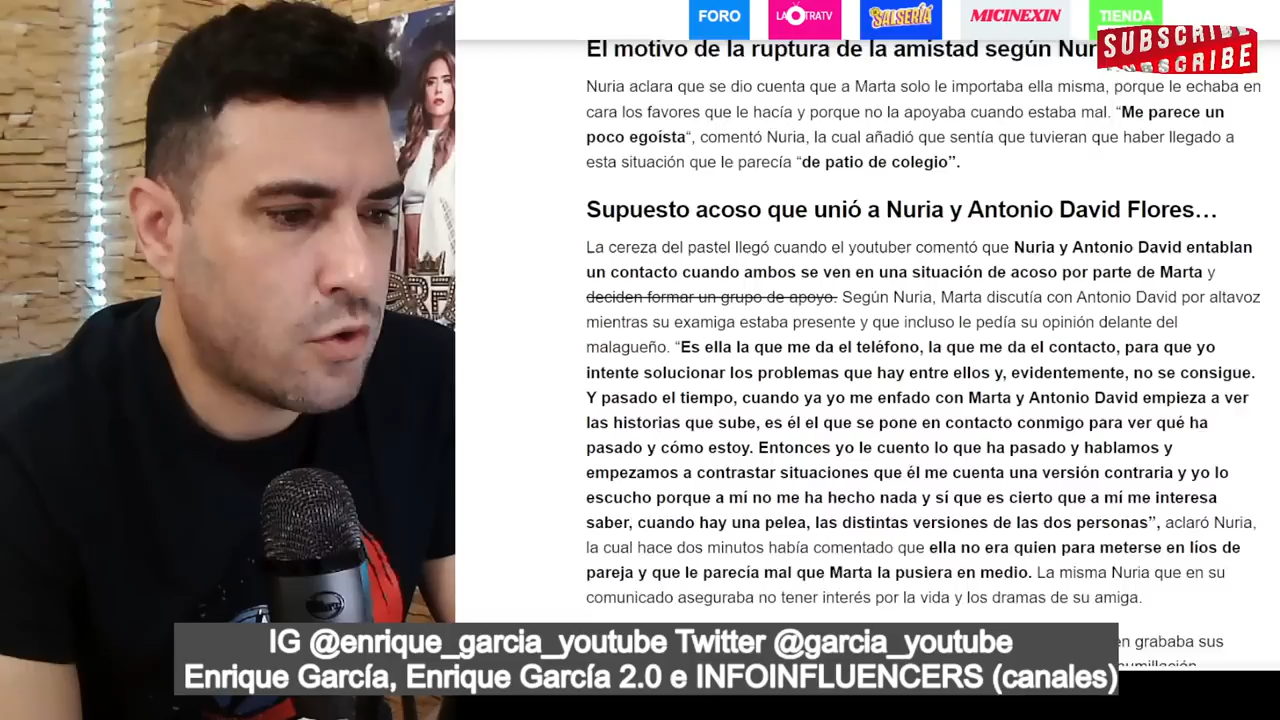 FORO
LA OTRATV
SALSERÍA
MICINEXIN
TIENDA
SUBSCRIBE
El motivo de la ruptura de la amistad según Nur
Nuria aclara que se dio cuenta que a Marta solo le importaba ella misma, porque le echaba en
cara los favores que le hacía y porque no la apoyaba cuando estaba mal. “Me parece un
poco egoísta“, comentó Nuria, la cual añadió que sentía que tuvieran que haber llegado a
esta situación que le parecía “de patio de colegio”.
Supuesto acoso que unió a Nuria y Antonio David Flores…
La cereza del pastel llegó cuando el youtuber comentó que Nuria y Antonio David entablan
un contacto cuando ambos se ven en una situación de acoso por parte de Marta y
deciden formar un grupo de apoyo. Según Nuria, Marta discutía con Antonio David por altavoz
mientras su examiga estaba presente y que incluso le pedía su opinión delante del
malagueño. “Es ella la que me da el teléfono, la que me da el contacto, para que yo
intente solucionar los problemas que hay entre ellos y, evidentemente, no se consigue.
Y pasado el tiempo, cuando ya yo me enfado con Marta y Antonio David empieza a ver
las historias que sube, es él el que se pone en contacto conmigo para ver qué ha
pasado y cómo estoy. Entonces yo le cuento lo que ha pasado y hablamos y
empezamos a contrastar situaciones que él me cuenta una versión contraria y yo lo
escucho porque a mí no me ha hecho nada y sí que es cierto que a mí me interesa
saber, cuando hay una pelea, las distintas versiones de las dos personas”, aclaró Nuria,
la cual hace dos minutos había comentado que ella no era quien para meterse en líos de
pareja y que le parecía mal que Marta la pusiera en medio. La misma Nuria que en su
comunicado aseguraba no tener interés por la vida y los dramas de su amiga.
en grababa sus
IG @enrique_garcia_youtube Twitter @garcia_youtube
Enrique García, Enrique García 2.0 e INFOINFLUENCERS (canales)